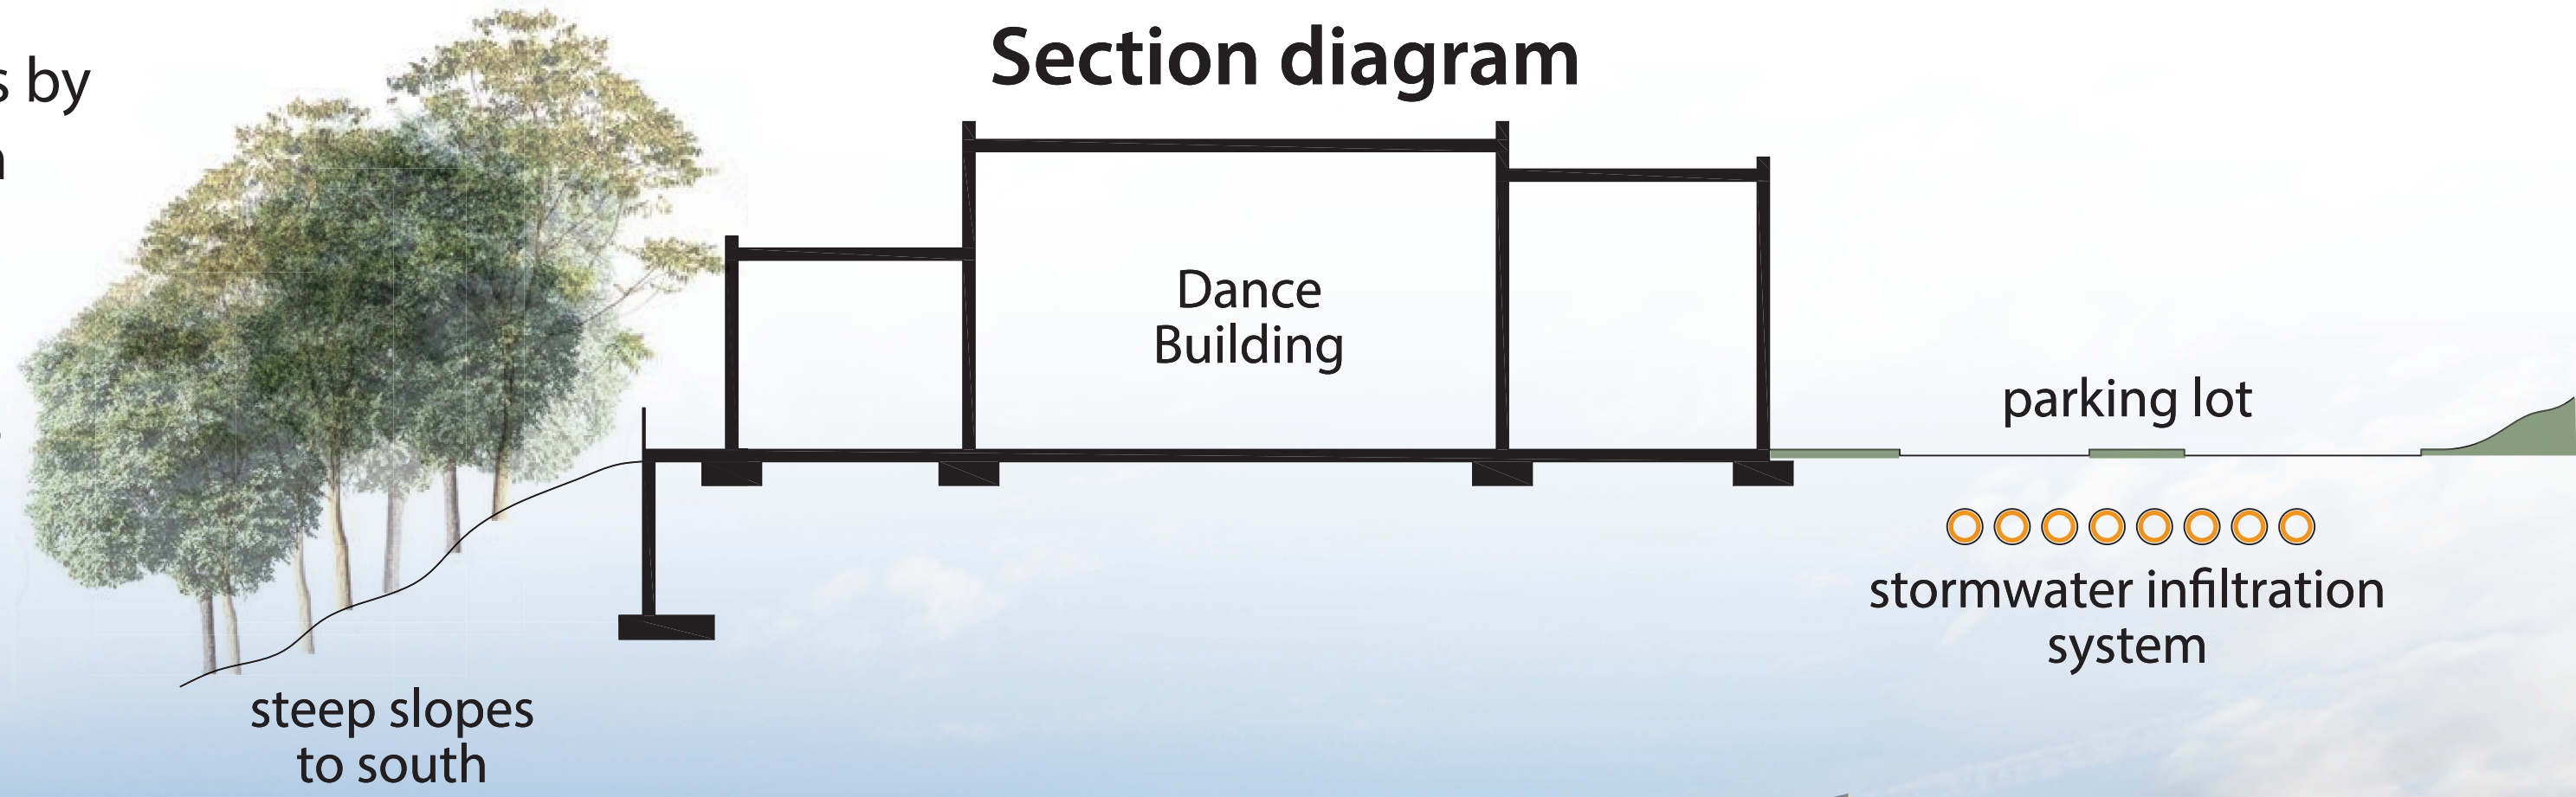 s by
Section diagram
Dance
Building
parking lot
stormwater infiltration
system
steep slopes
to south